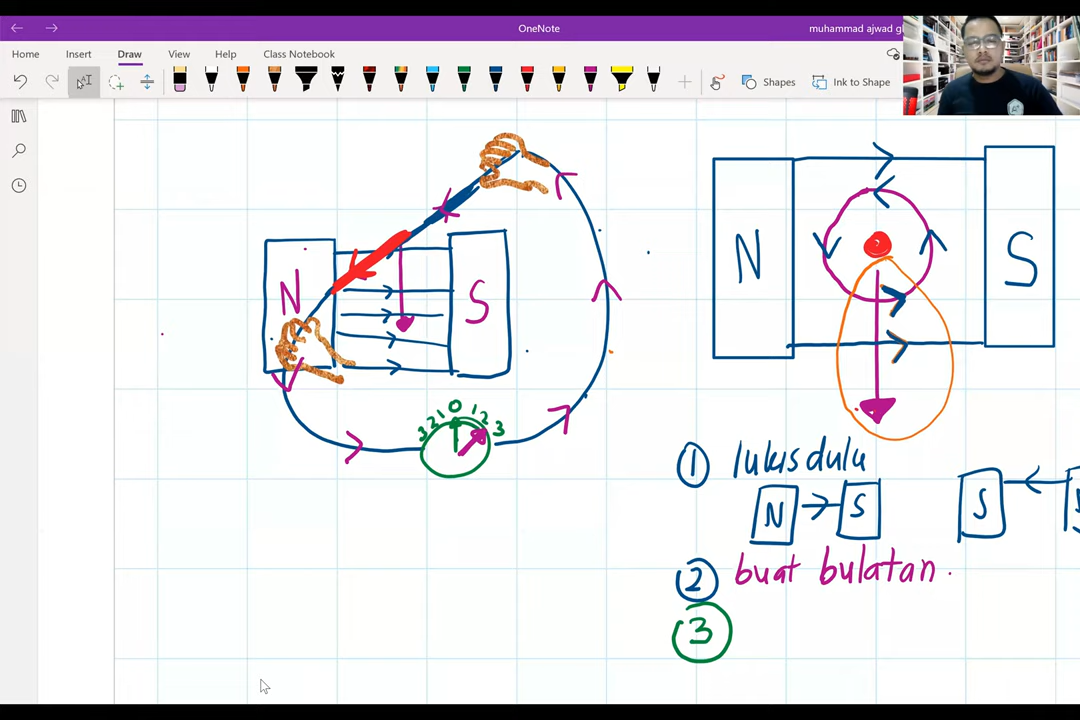 OneNote
muhammad ajwad
Home Insert Draw View Help Class Notebook
Shapes
Ink to Shape
N S
3 2 1 0 1 2 3
N S
1 lukis dulu
N S S
2 buat bulatan.
3